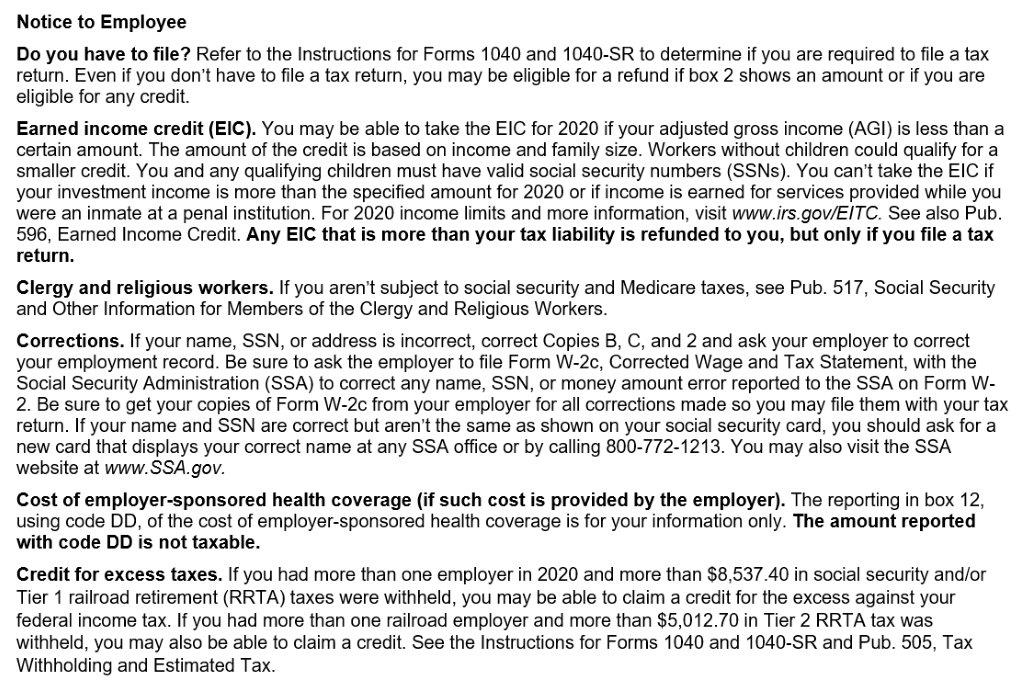 Notice to Employee
Do you have to file? Refer to the Instructions for Forms 1040 and 1040-SR to determine if you are required to file a tax
return. Even if you don’t have to file a tax return, you may be eligible for a refund if box 2 shows an amount or if you are
eligible for any credit.
Earned income credit (EIC). You may be able to take the EIC for 2020 if your adjusted gross income (AGI) is less than a
certain amount. The amount of the credit is based on income and family size. Workers without children could qualify for a
smaller credit. You and any qualifying children must have valid social security numbers (SSNs). You can’t take the EIC if
your investment income is more than the specified amount for 2020 or if income is earned for services provided while you
were an inmate at a penal institution. For 2020 income limits and more information, visit www.irs.gov/EITC. See also Pub.
596, Earned Income Credit. Any EIC that is more than your tax liability is refunded to you, but only if you file a tax
return.
Clergy and religious workers. If you aren’t subject to social security and Medicare taxes, see Pub. 517, Social Security
and Other Information for Members of the Clergy and Religious Workers.
Corrections. If your name, SSN, or address is incorrect, correct Copies B, C, and 2 and ask your employer to correct
your employment record. Be sure to ask the employer to file Form W-2c, Corrected Wage and Tax Statement, with the
Social Security Administration (SSA) to correct any name, SSN, or money amount error reported to the SSA on Form W-
2. Be sure to get your copies of Form W-2c from your employer for all corrections made so you may file them with your tax
return. If your name and SSN are correct but aren’t the same as shown on your social security card, you should ask for a
new card that displays your correct name at any SSA office or by calling 800-772-1213. You may also visit the SSA
website at www.SSA.gov.
Cost of employer-sponsored health coverage (if such cost is provided by the employer). The reporting in box 12,
using code DD, of the cost of employer-sponsored health coverage is for your information only. The amount reported
with code DD is not taxable.
Credit for excess taxes. If you had more than one employer in 2020 and more than $8,537.40 in social security and/or
Tier 1 railroad retirement (RRTA) taxes were withheld, you may be able to claim a credit for the excess against your
federal income tax. If you had more than one railroad employer and more than $5,012.70 in Tier 2 RRTA tax was
withheld, you may also be able to claim a credit. See the Instructions for Forms 1040 and 1040-SR and Pub. 505, Tax
Withholding and Estimated Tax.